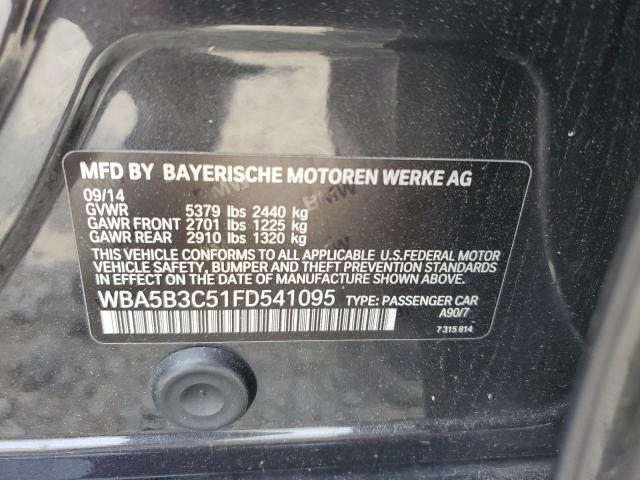 MFD BY BAYERISCHE MOTOREN WERKE AG
09/14
GVWR 5379 lbs 2440 kg
GAWR FRONT 2701 lbs 1225 kg
GAWR REAR 2910 lbs 1320 kg
THIS VEHICLE CONFORMS TO ALL APPLICABLE U.S.FEDERAL MOTOR
VEHICLE SAFETY, BUMPER AND THEFT PREVENTION STANDARDS
IN EFFECT ON THE DATE OF MANUFACTURE SHOWN ABOVE.
WBA5B3C51FD541095 TYPE: PASSENGER CAR
A90/7
7 315 814